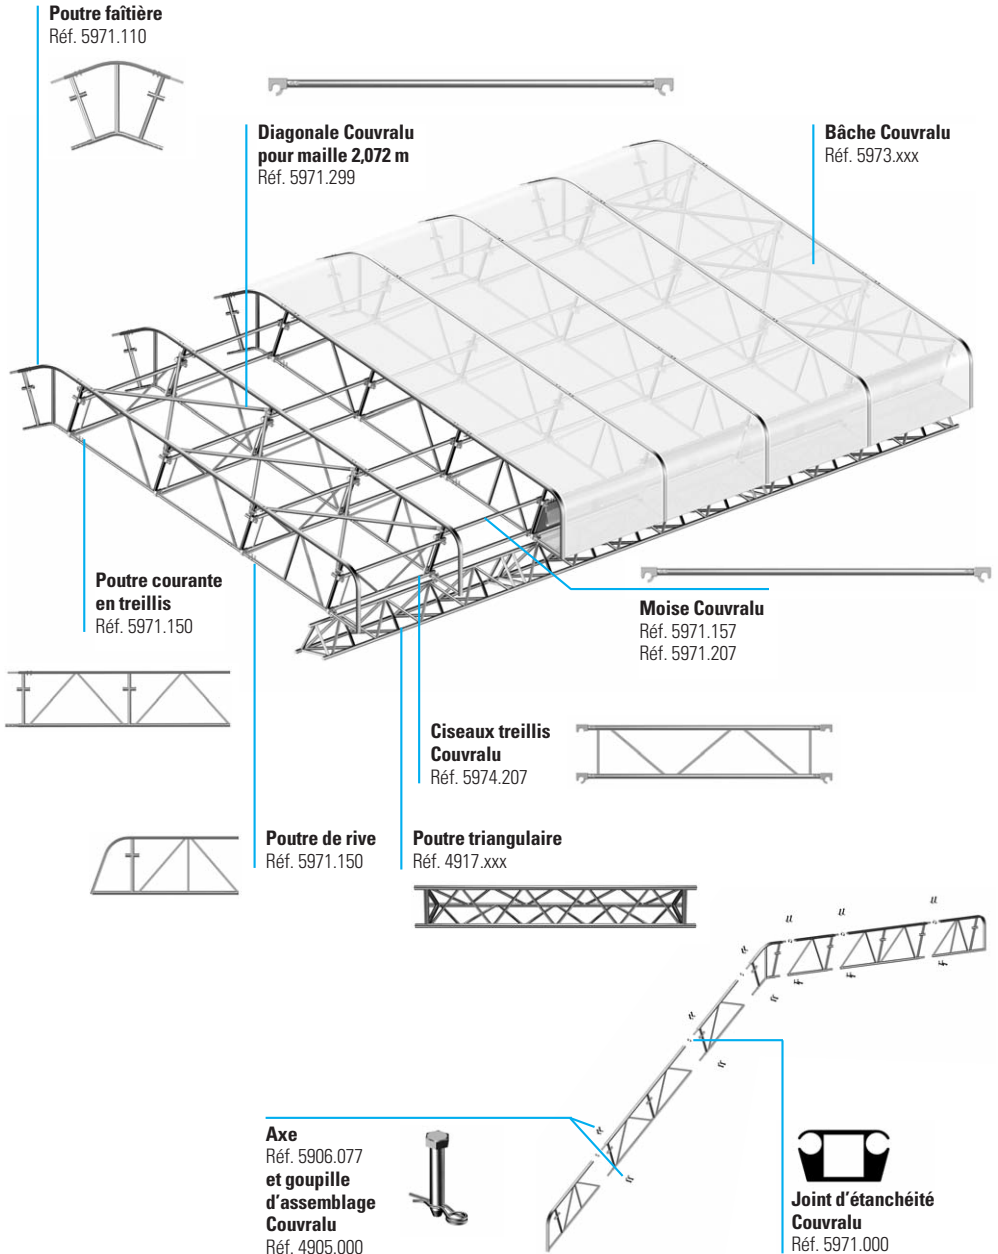 Poutre faîtière
Réf. 5971.110
Diagonale Couvralu
pour maille 2,072 m
Réf. 5971.299
Bâche Couvralu
Réf. 5973.xxx
Poutre courante
en treillis
Réf. 5971.150
Moise Couvralu
Réf. 5971.157
Réf. 5971.207
Ciseaux treillis
Couvralu
Réf. 5974.207
Poutre de rive
Réf. 5971.150
Poutre triangulaire
Réf. 4917.xxx
Axe
Réf. 5906.077
et goupille
d'assemblage
Couvralu
Réf. 4905.000
Joint d'étanchéité
Couvralu
Réf. 5971.000